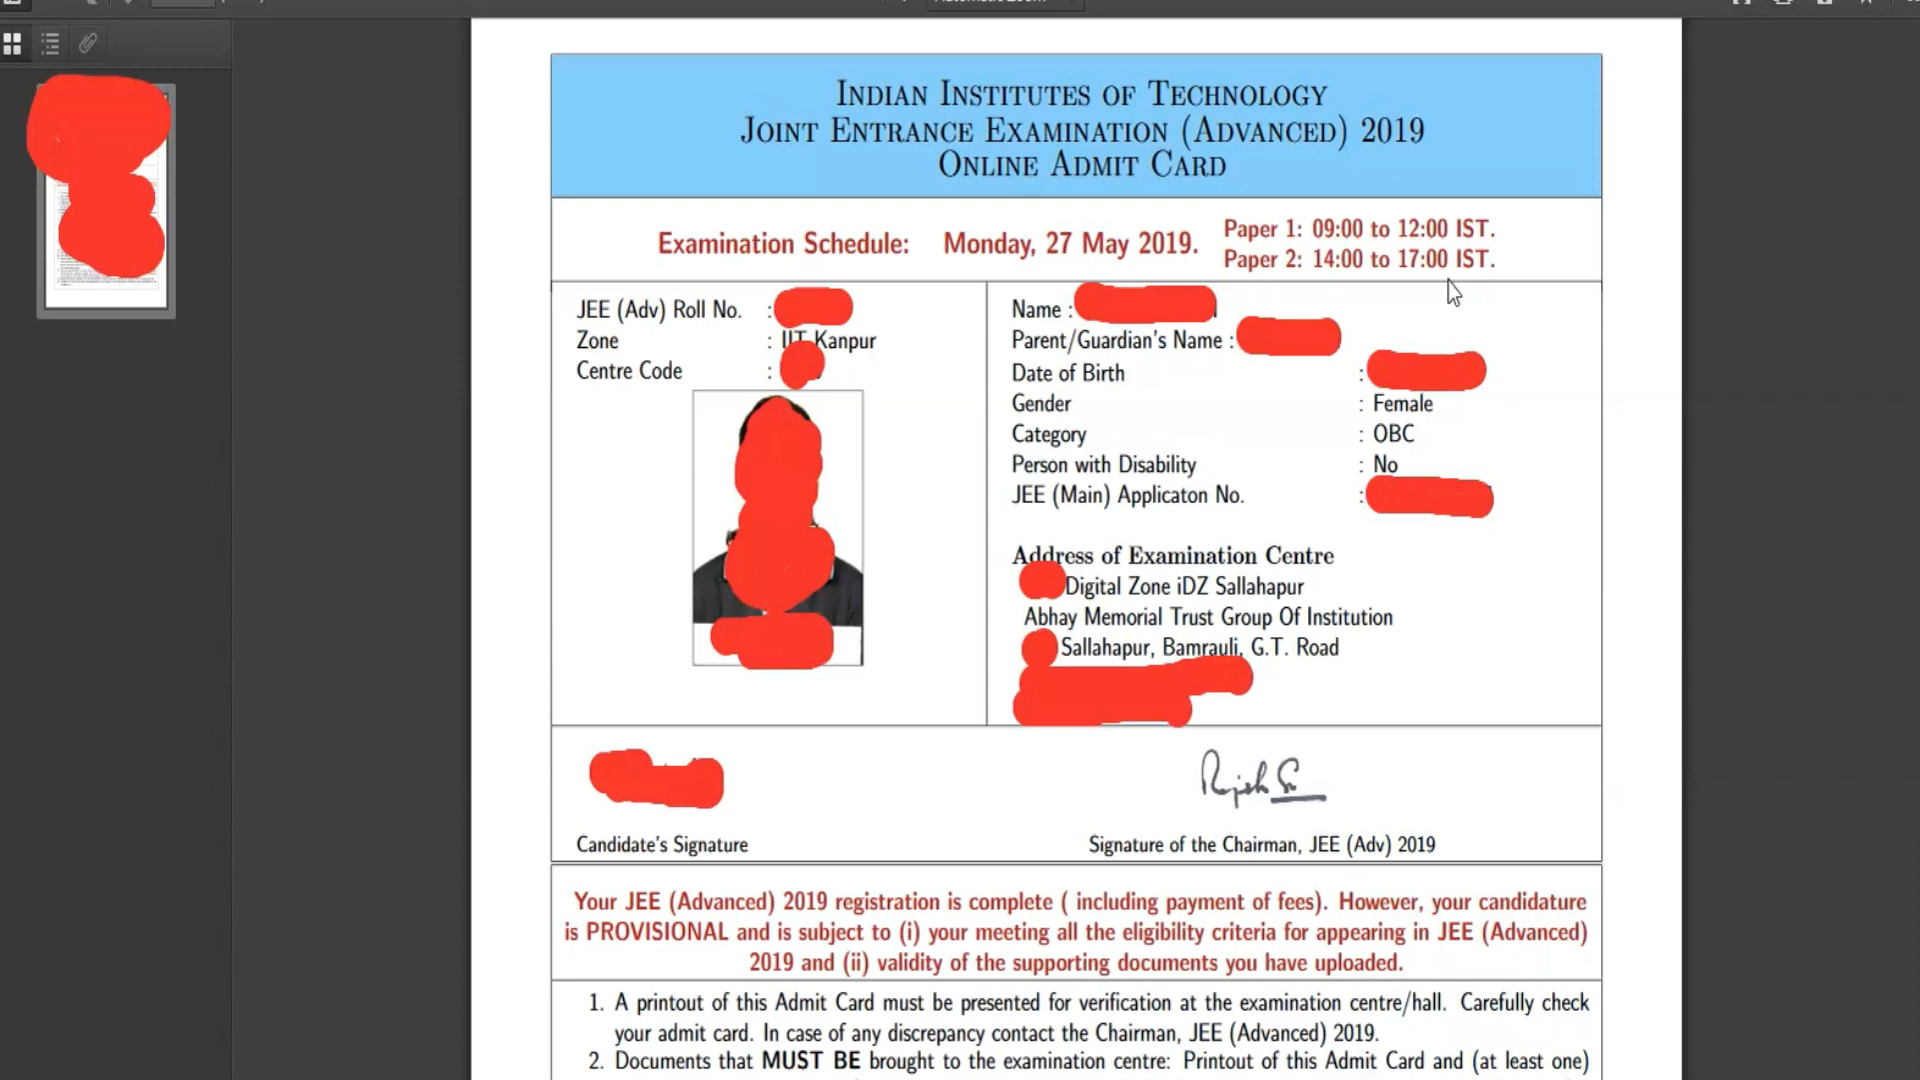 Indian Institutes of Technology
Joint Entrance Examination (Advanced) 2019
Online Admit Card
Examination Schedule: Monday, 27 May 2019.
Paper 1: 09:00 to 12:00 IST.
Paper 2: 14:00 to 17:00 IST.
JEE (Adv) Roll No. :
Zone : IIT Kanpur
Centre Code :
Name :
Parent/Guardian's Name :
Date of Birth :
Gender : Female
Category : OBC
Person with Disability : No
JEE (Main) Applicaton No. :
Address of Examination Centre
Digital Zone iDZ Sallahapur
Abhay Memorial Trust Group Of Institution
Sallahapur, Bamrauli, G.T. Road
Candidate's Signature
Signature of the Chairman, JEE (Adv) 2019
Your JEE (Advanced) 2019 registration is complete ( including payment of fees). However, your candidature
is PROVISIONAL and is subject to (i) your meeting all the eligibility criteria for appearing in JEE (Advanced)
2019 and (ii) validity of the supporting documents you have uploaded.
1. A printout of this Admit Card must be presented for verification at the examination centre/hall. Carefully check
your admit card. In case of any discrepancy contact the Chairman, JEE (Advanced) 2019.
2. Documents that MUST BE brought to the examination centre: Printout of this Admit Card and (at least one)